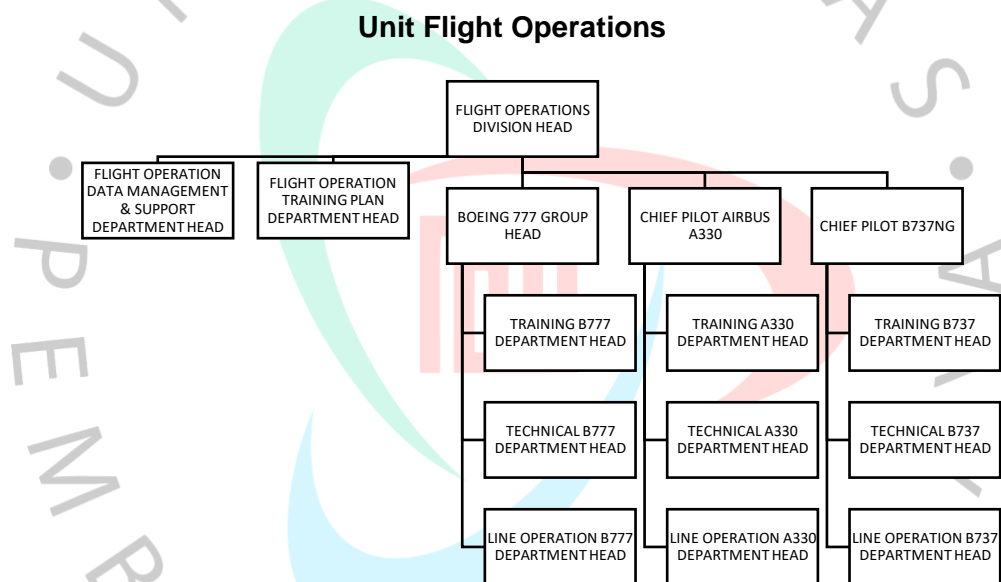 Unit Flight Operations
FLIGHT OPERATIONS
DIVISION HEAD
FLIGHT OPERATION
DATA MANAGEMENT
& SUPPORT
DEPARTMENT HEAD
FLIGHT OPERATION
TRAINING PLAN
DEPARTMENT HEAD
BOEING 777 GROUP
HEAD
CHIEF PILOT AIRBUS
A330
CHIEF PILOT B737NG
TRAINING B777
DEPARTMENT HEAD
TRAINING A330
DEPARTMENT HEAD
TRAINING B737
DEPARTMENT HEAD
TECHNICAL B777
DEPARTMENT HEAD
TECHNICAL A330
DEPARTMENT HEAD
TECHNICAL B737
DEPARTMENT HEAD
LINE OPERATION B777
DEPARTMENT HEAD
LINE OPERATION A330
DEPARTMENT HEAD
LINE OPERATION B737
DEPARTMENT HEAD